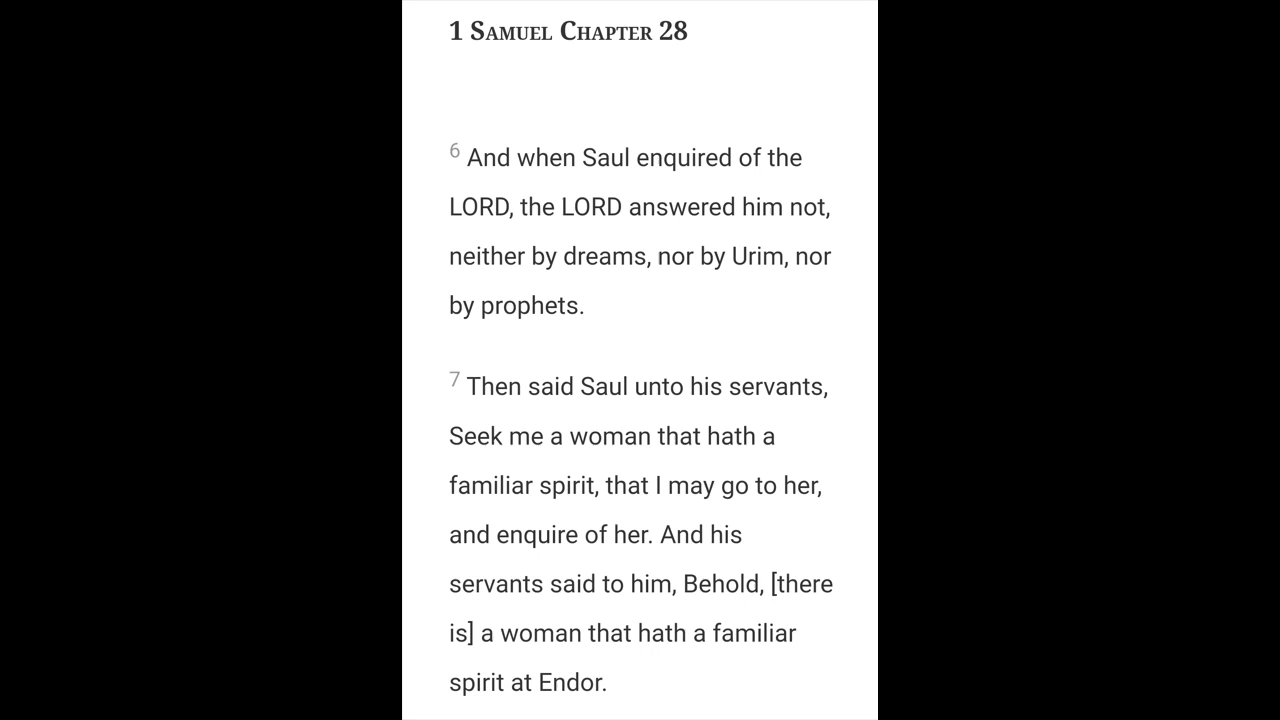 1 Samuel Chapter 28
6 And when Saul enquired of the
LORD, the LORD answered him not,
neither by dreams, nor by Urim, nor
by prophets.
7 Then said Saul unto his servants,
Seek me a woman that hath a
familiar spirit, that I may go to her,
and enquire of her. And his
servants said to him, Behold, [there
is] a woman that hath a familiar
spirit at Endor.